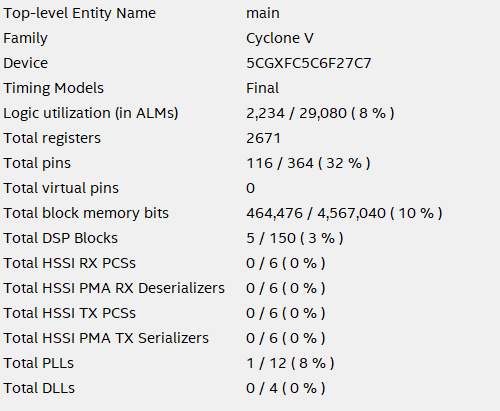 Top-level Entity Name main
Family Cyclone V
Device 5CGXFC5C6F27C7
Timing Models Final
Logic utilization (in ALMs) 2,234 / 29,080 ( 8 % )
Total registers 2671
Total pins 116 / 364 ( 32 % )
Total virtual pins 0
Total block memory bits 464,476 / 4,567,040 ( 10 % )
Total DSP Blocks 5 / 150 ( 3 % )
Total HSSI RX PCSs 0 / 6 ( 0 % )
Total HSSI PMA RX Deserializers 0 / 6 ( 0 % )
Total HSSI TX PCSs 0 / 6 ( 0 % )
Total HSSI PMA TX Serializers 0 / 6 ( 0 % )
Total PLLs 1 / 12 ( 8 % )
Total DLLs 0 / 4 ( 0 % )